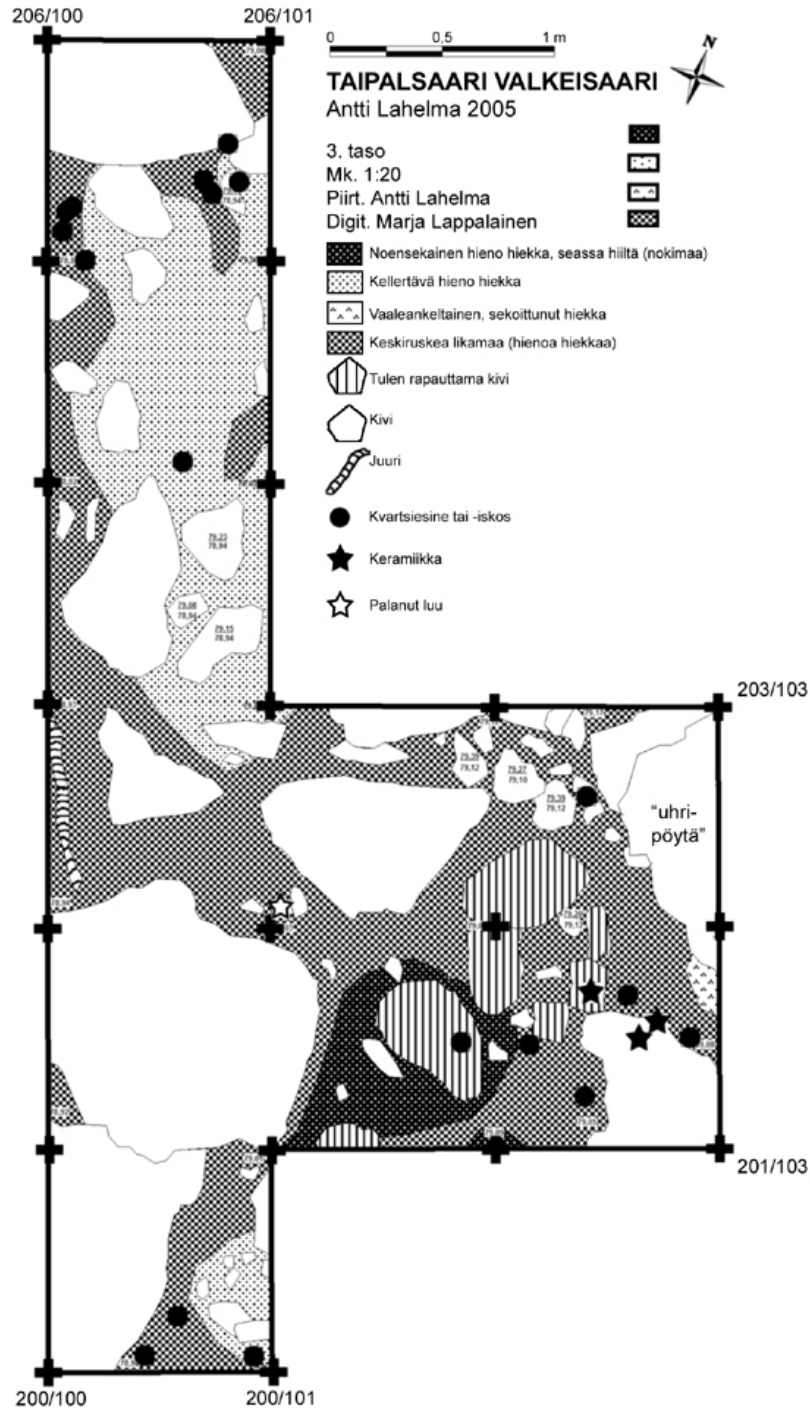 206/100
206/101
0
0,5
1 m
N
TAIPALSAARI VALKEISAARI
Antti Lahelma 2005
3. taso
Mk. 1:20
Piirt. Antti Lahelma
Digit. Marja Lappalainen
Noensekainen hieno hiekka, seassa hiiltä (nokimaa)
Kellertävä hieno hiekka
Vaaleankeltainen, sekoittunut hiekka
Keskiruskea likamaa (hienoa hiekkaa)
Tulen rapauttama kivi
Kivi
Juuri
Kvartsiesine tai -iskos
Keramiikka
Palanut luu
79,23
78,94
79,08
78,94
79,15
78,94
203/103
79,27
79,10
79,39
79,12
"uhri-
pöytä"
201/103
200/100
200/101